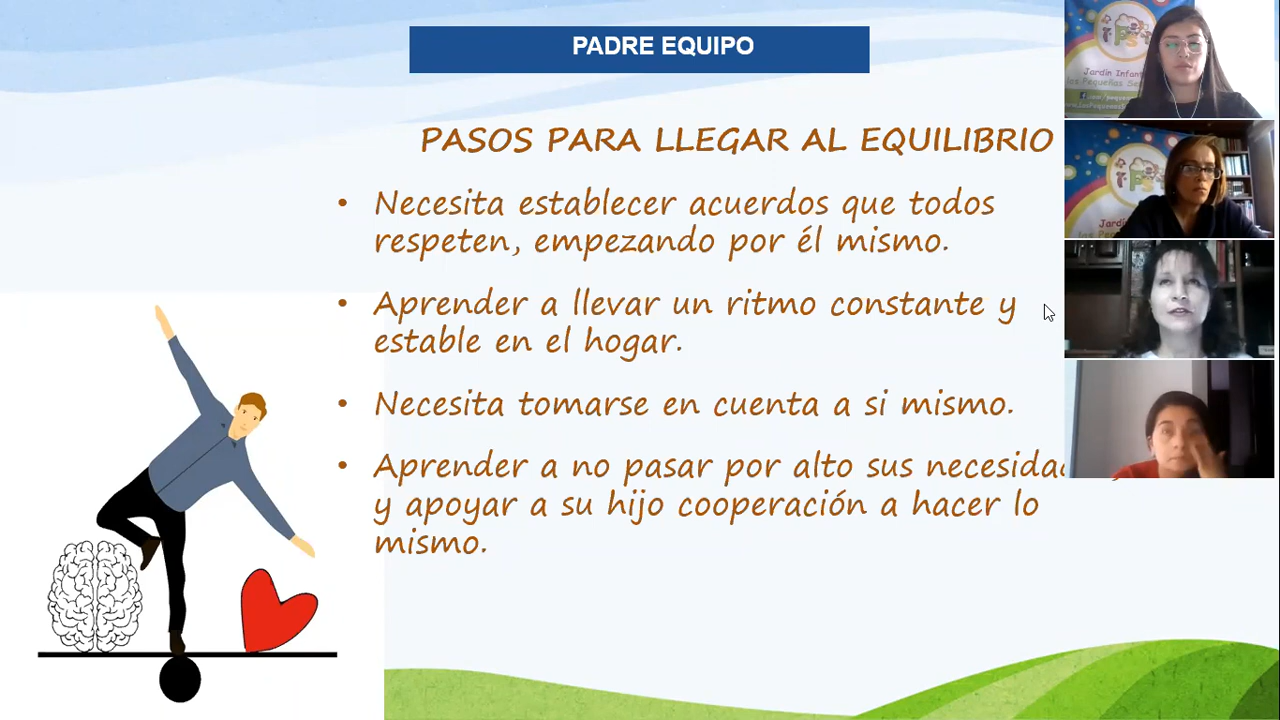 PADRE EQUIPO
PASOS PARA LLEGAR AL EQUILIBRIO
• Necesita establecer acuerdos que todos
respeten, empezando por él mismo.
• Aprender a llevar un ritmo constante y
estable en el hogar.
• Necesita tomarse en cuenta a si mismo.
• Aprender a no pasar por alto sus
y apoyar a su hijo cooperación a hacer lo
mismo.
Jardín